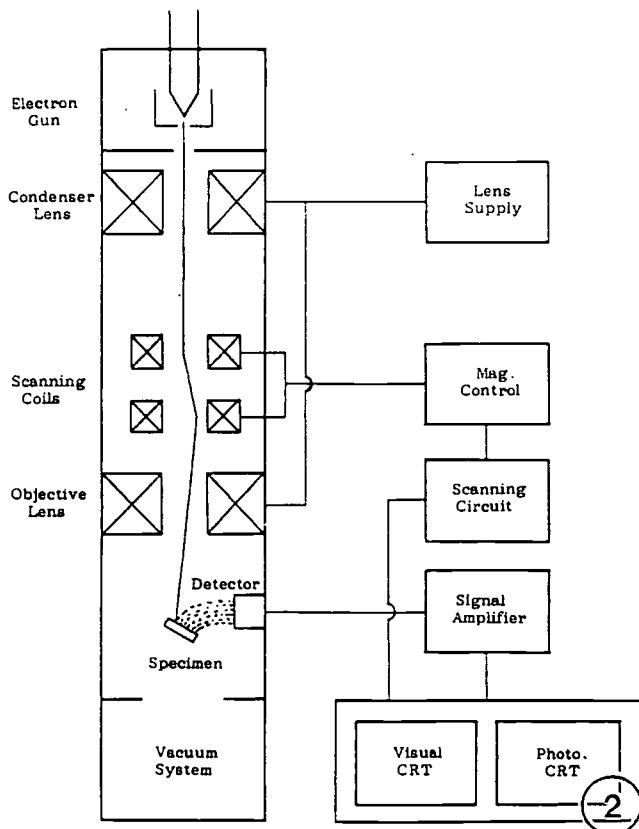 Electron
Gun
Condenser
Lens
Lens
Supply
Scanning
Coils
Mag.
Control
Objective
Lens
Scanning
Circuit
Detector
Signal
Amplifier
Specimen
Vacuum
System
Visual
CRT
Photo.
CRT
2